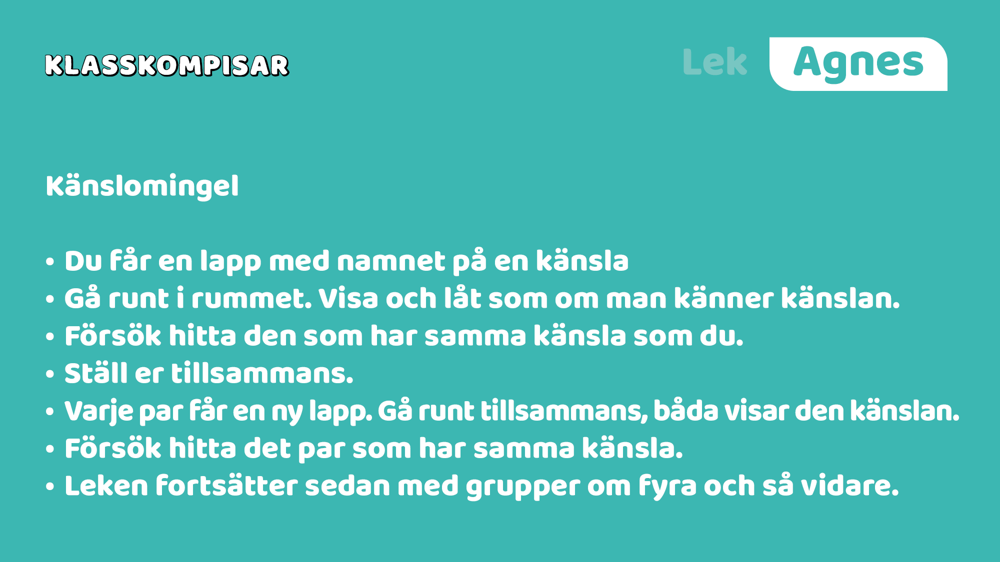 KLASSKOMPISAR
Lek Agnes
Känslomingel
• Du får en lapp med namnet på en känsla
• Gå runt i rummet. Visa och låt som om man känner känslan.
• Försök hitta den som har samma känsla som du.
• Ställ er tillsammans.
• Varje par får en ny lapp. Gå runt tillsammans, båda visar den känslan.
• Försök hitta det par som har samma känsla.
• Leken fortsätter sedan med grupper om fyra och så vidare.